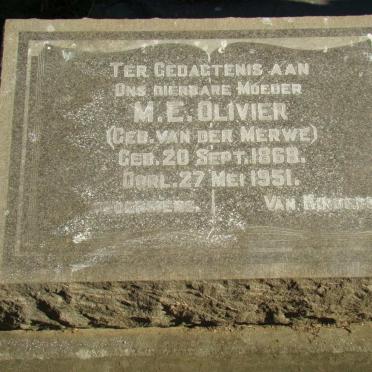 TER GEDAGTENIS AAN
ONS DIERBARE MOEDER
M. E. OLIVIER
(GEB. VAN DER MERWE)
GEB. 20 SEPT. 1868.
OORL. 27 MEI 1951.
VAN KINDERS